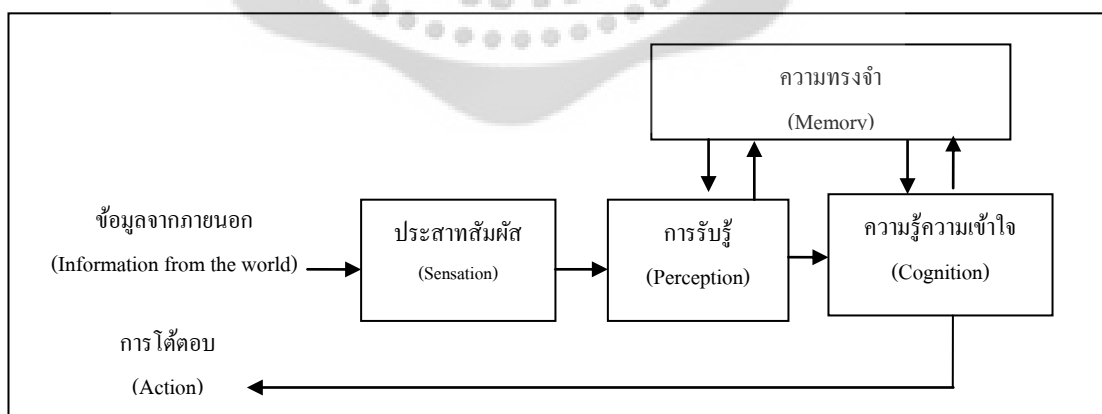 ความทรงจำ
(Memory)
ข้อมูลจากภายนอก
(Information from the world)
ประสาทสัมผัส
(Sensation)
การรับรู้
(Perception)
ความรู้ความเข้าใจ
(Cognition)
การโต้ตอบ
(Action)